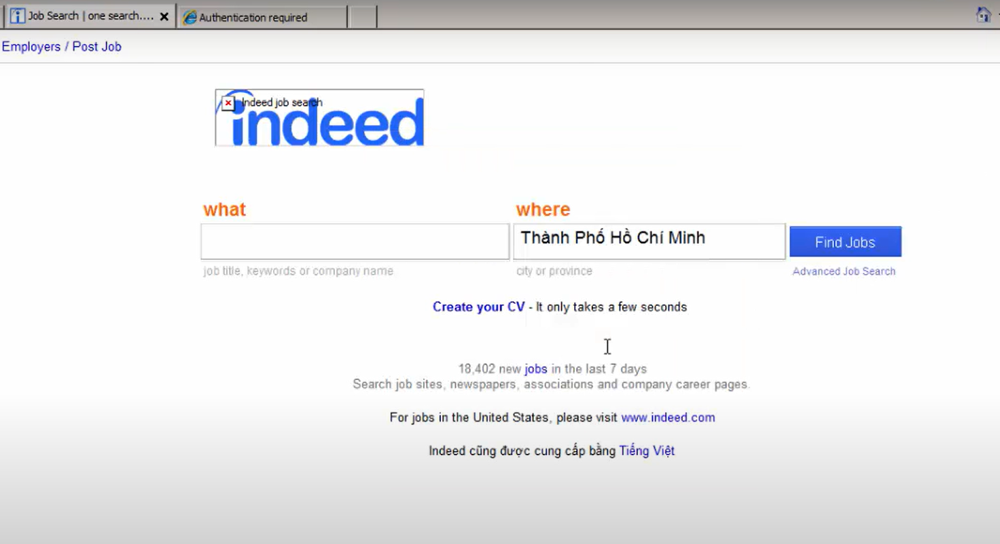 Job Search | one search....
Authentication required
Employers / Post Job
Indeed job search
indeed
what where
Thành Phố Hồ Chí Minh Find Jobs
job title, keywords or company name city or province Advanced Job Search
Create your CV - It only takes a few seconds
18,402 new jobs in the last 7 days
Search job sites, newspapers, associations and company career pages.
For jobs in the United States, please visit www.indeed.com
Indeed cũng được cung cấp bằng Tiếng Việt